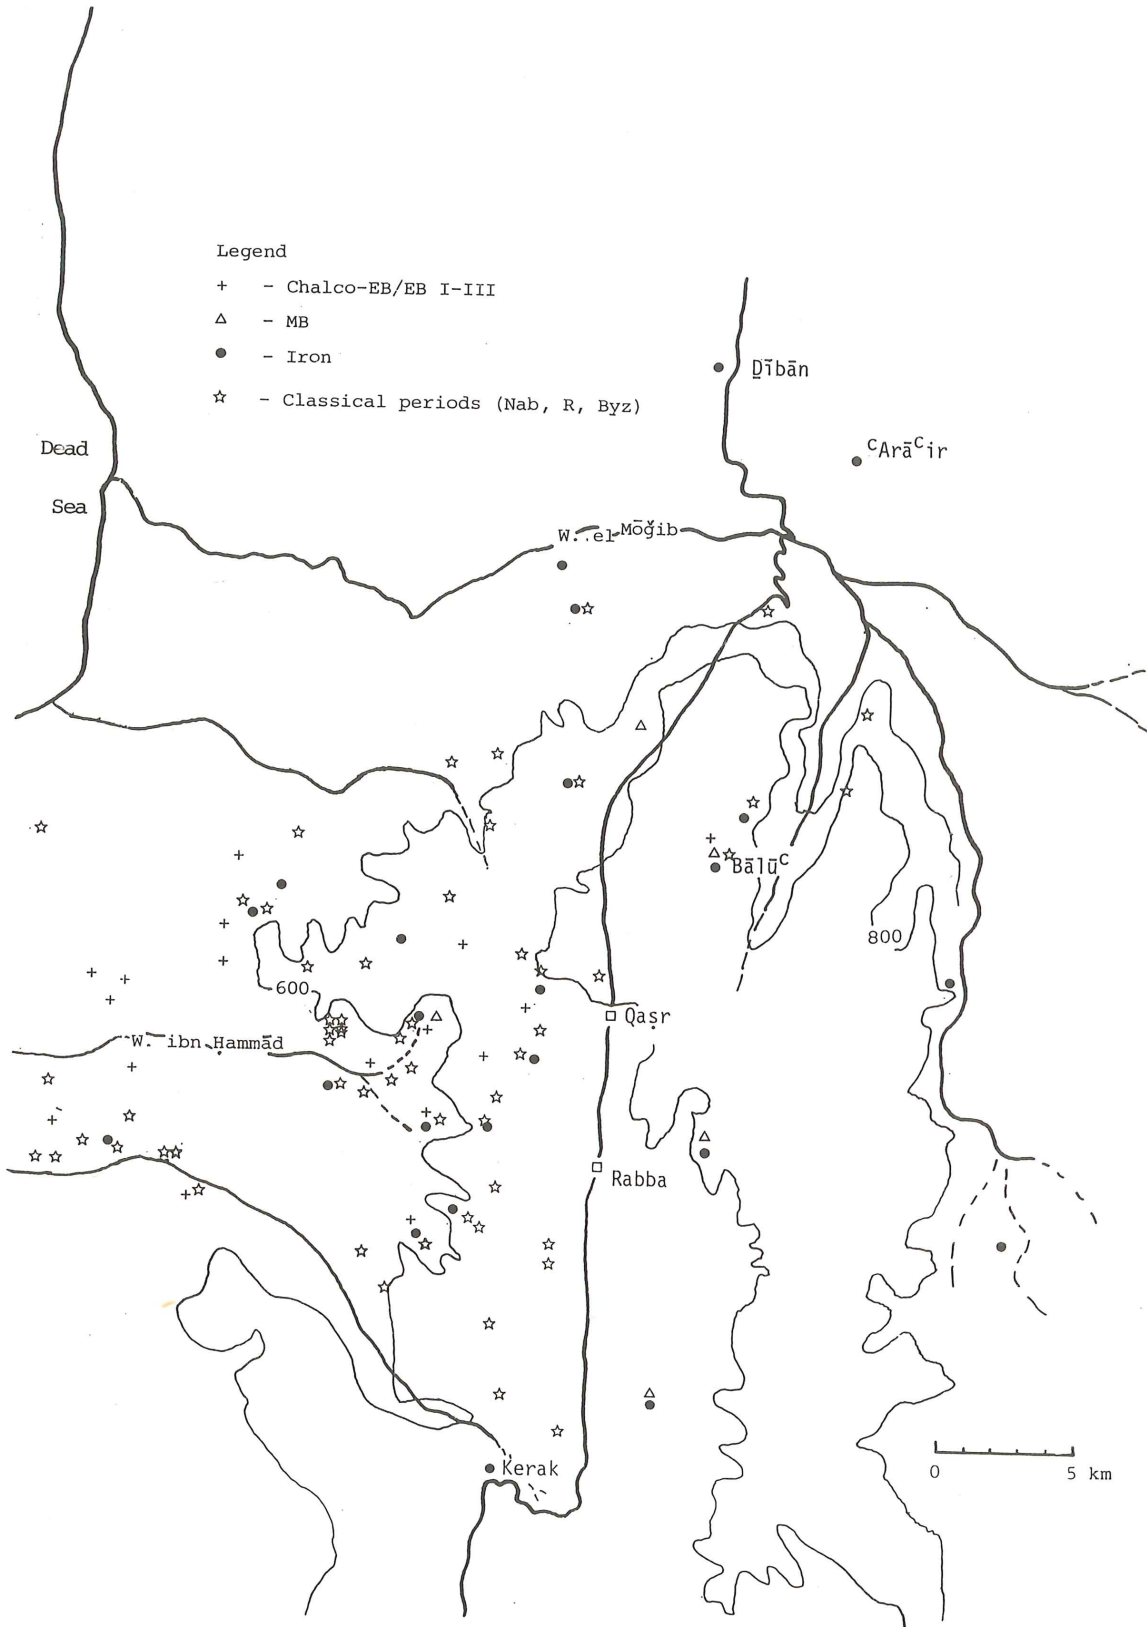 Legend
+ - Chalco-EB/EB I-III
△ - MB
● - Iron
☆ - Classical periods (Nab, R, Byz)
Dībān
Dead
Sea
ᶜArāᶜir
W. el Mōǧib
Bālūᶜ
800
600
Qaṣr
W. ibn Hammād
Rabba
Kerak
0 5 km